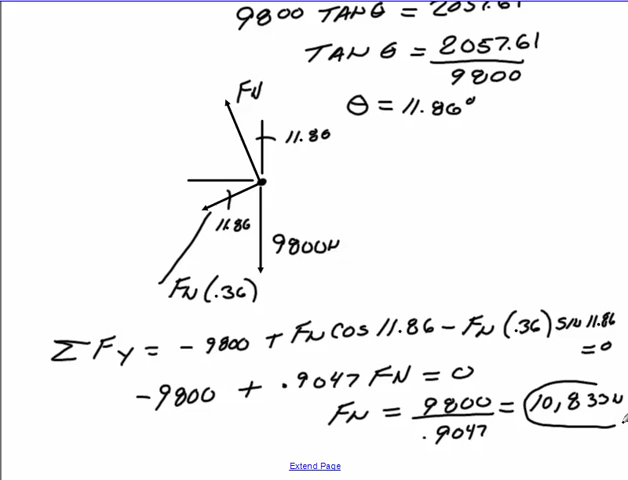 9800 TAN θ = 2057.61
TAN θ = 2057.61 / 9800
θ = 11.86°
FN
11.86
11.86
9800N
FN (.36)
ΣFy = - 9800 + FN COS 11.86 - FN (.36) SIN 11.86 = 0
-9800 + .9047 FN = 0
FN = 9800 / .9047 = 10,833N
Extend Page